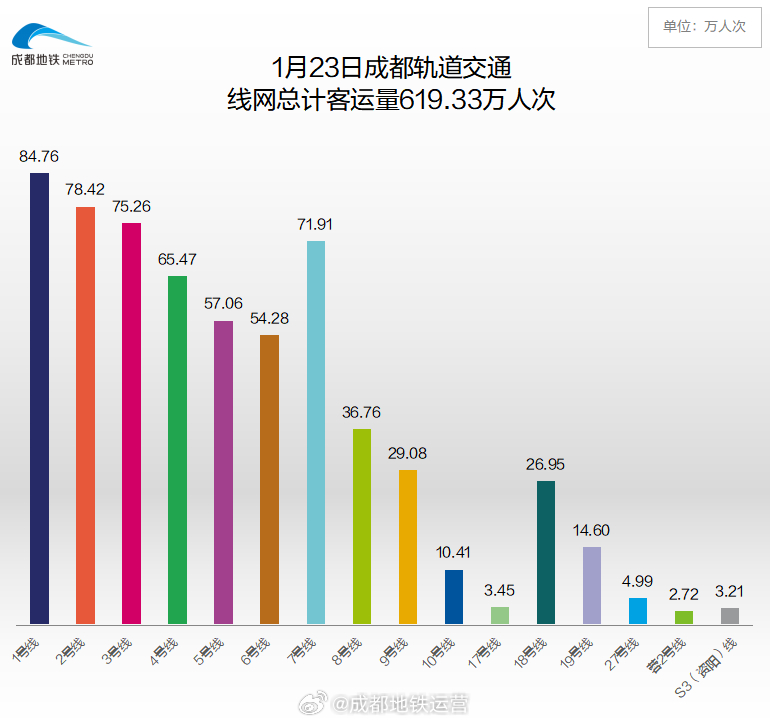 成都地铁 CHENGDU METRO
单位：万人次
1月23日成都轨道交通
线网总计客运量619.33万人次
84.76
78.42
75.26
65.47
57.06
54.28
71.91
36.76
29.08
10.41
3.45
26.95
14.60
4.99
2.72
3.21
1号线
2号线
3号线
4号线
5号线
6号线
7号线
8号线
9号线
10号线
17号线
18号线
19号线
27号线
蓉2号线
S3（资阳）线
@成都地铁运营